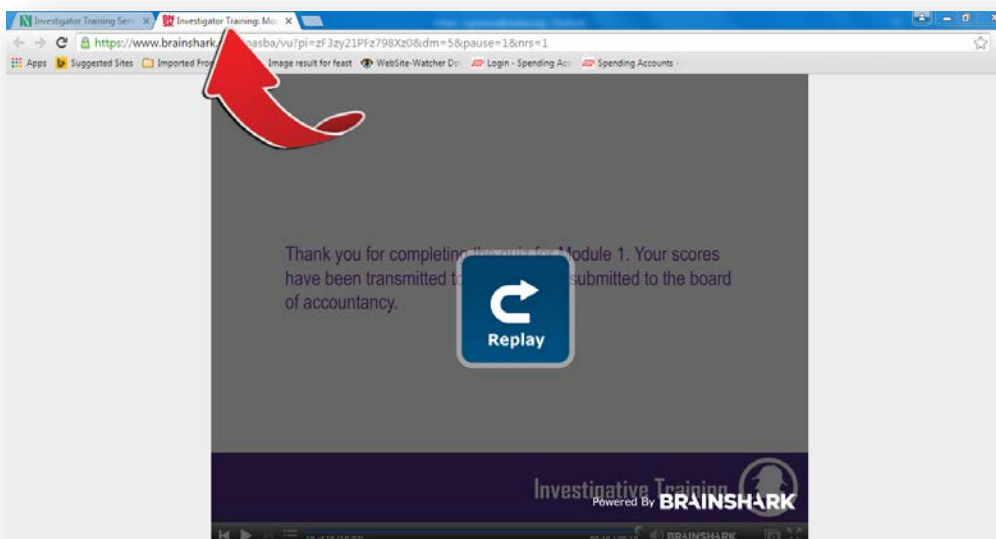 Investigator Training Serv
Investigator Training: Mo
https://www.brainshark. nasba/vu?pi=zF3zy21PFz798Xz0&dm=5&pause=1&nrs=1
Apps Suggested Sites Imported Fro Image result for feast WebSite-Watcher Do Login - Spending Acc Spending Accounts -
Thank you for completing the quiz for Module 1. Your scores
have been transmitted submitted to the board
of accountancy.
Replay
Investigative Training
Powered By BRAINSHARK
BRAINSHARK